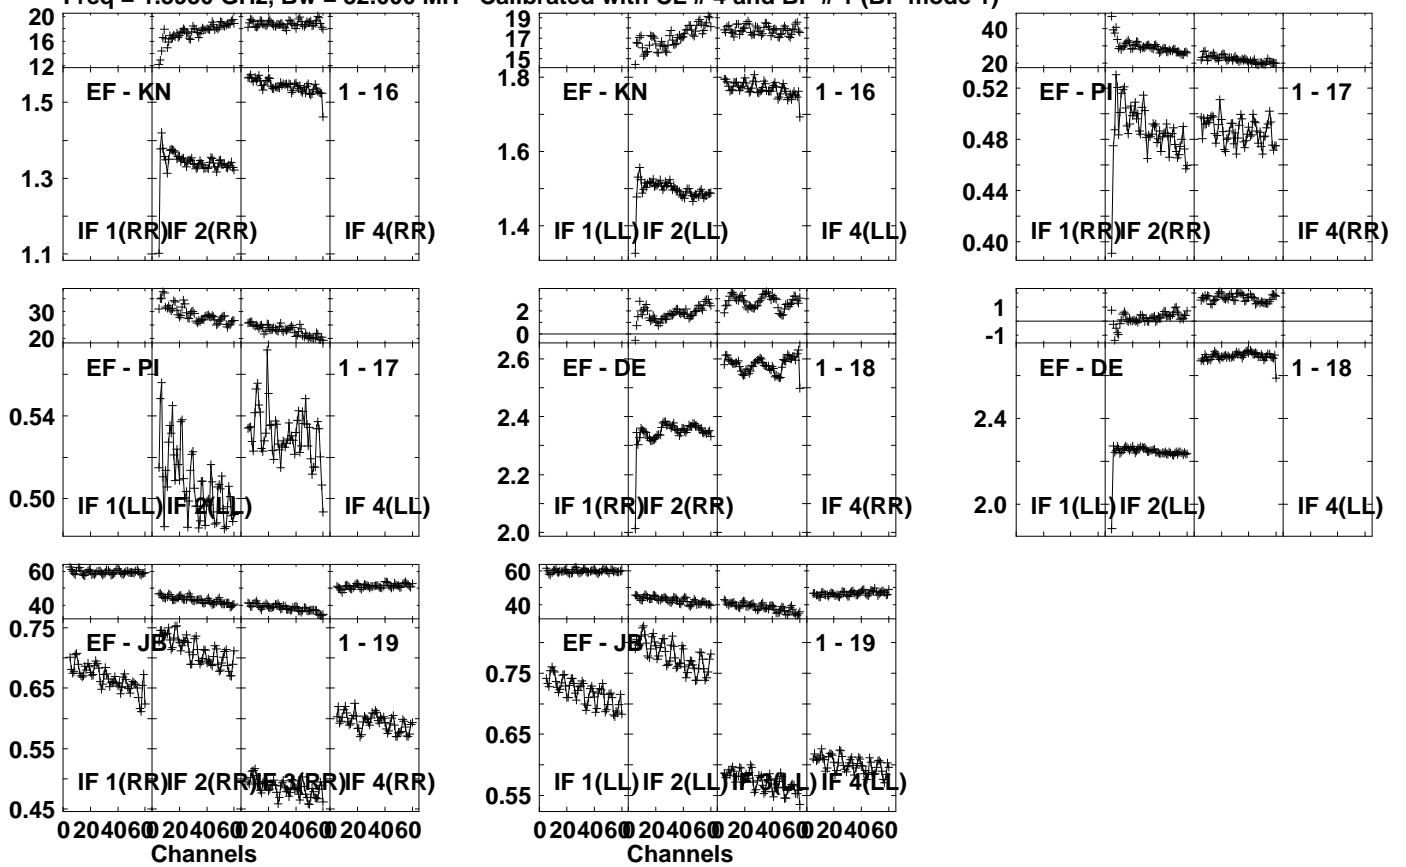 Calibrated with CL # 4 and BP # 1 (BP mode 1)
20 16 12
EF - KN 1 - 16
1.5 1.3 1.1
IF 1(RR) IF 2(RR) IF 4(RR)
19 17 15
EF - KN 1 - 16
1.8 1.6 1.4
IF 1(LL) IF 2(LL) IF 4(LL)
40 20
EF - PI 1 - 17
0.52 0.48 0.44 0.40
IF 1(RR) IF 2(RR) IF 4(RR)
30 20
EF - PI 1 - 17
0.54 0.50
IF 1(LL) IF 2(LL) IF 4(LL)
2 0
EF - DE 1 - 18
2.6 2.4 2.2 2.0
IF 1(RR) IF 2(RR) IF 4(RR)
1 -1
EF - DE 1 - 18
2.4 2.0
IF 1(LL) IF 2(LL) IF 4(LL)
60 40
EF - JB 1 - 19
0.75 0.65 0.55 0.45
IF 1(RR) IF 2(RR) IF 3(RR) IF 4(RR)
0 20 40 60 0 20 40 60 0 20 40 60 0 20 40 60
Channels
60 40
EF - JB 1 - 19
0.75 0.65 0.55
IF 1(LL) IF 2(LL) IF 3(LL) IF 4(LL)
0 20 40 60 0 20 40 60 0 20 40 60 0 20 40 60
Channels